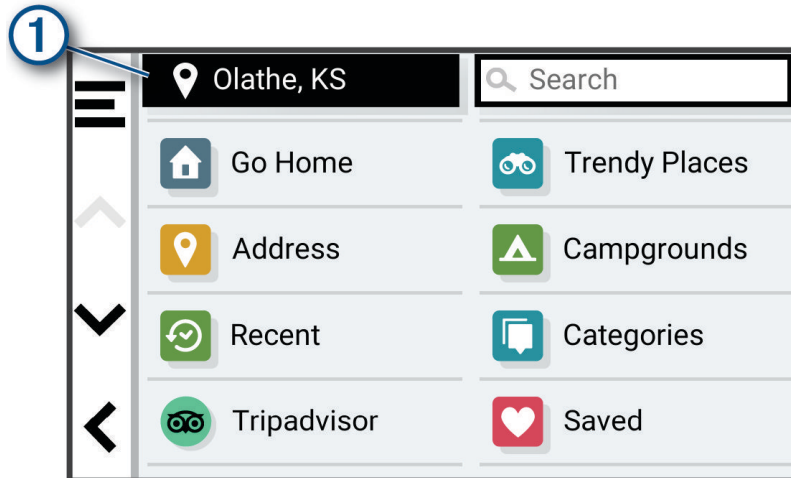 1
Olathe, KS
Search
Go Home
Trendy Places
Address
Campgrounds
Recent
Categories
Tripadvisor
Saved